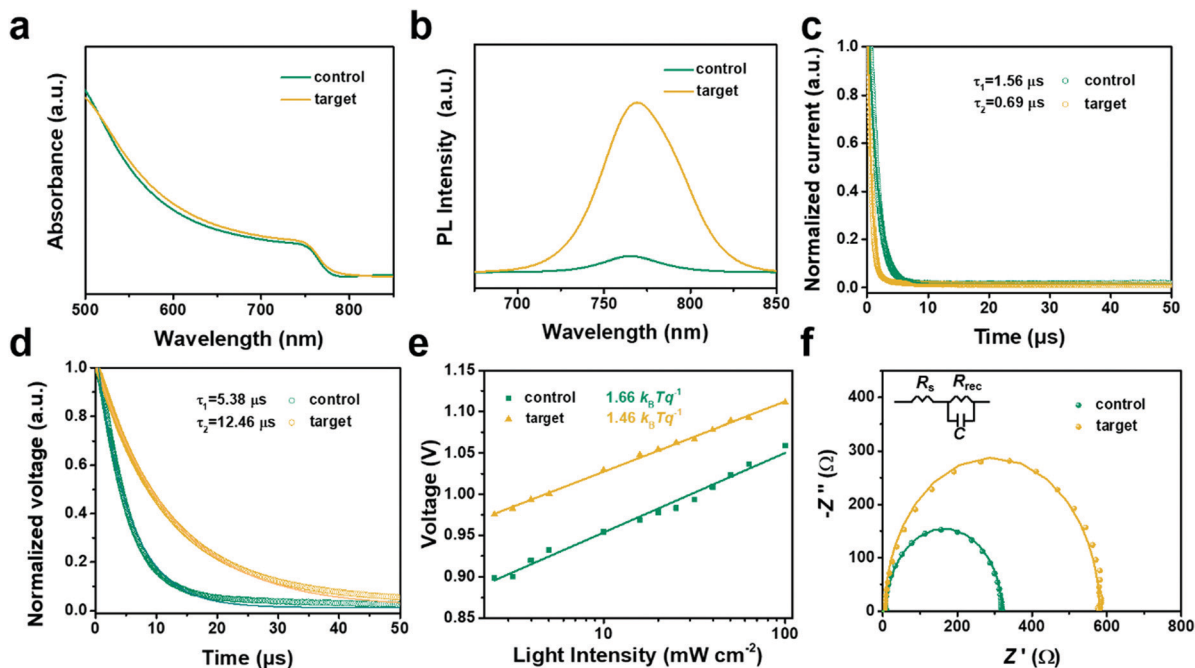 a
control
target
Absorbance (a.u.)
500 600 700 800
Wavelength (nm)
b
control
target
PL Intensity (a.u.)
700 750 800 850
Wavelength (nm)
c
1.0
0.8
0.6
0.4
0.2
0.0
τ1=1.56 μs control
τ2=0.69 μs target
Normalized current (a.u.)
0 10 20 30 40 50
Time (μs)
d
1.0
0.8
0.6
0.4
0.2
0.0
τ1=5.38 μs control
τ2=12.46 μs target
Normalized voltage (a.u.)
0 10 20 30 40 50
Time (μs)
e
1.15
1.10
1.05
1.00
0.95
0.90
0.85
control 1.66 kBTq-1
target 1.46 kBTq-1
Voltage (V)
10 100
Light Intensity (mW cm-2)
f
400
300
200
100
0
Rs Rrec
C
control
target
-Z'' (Ω)
0 200 400 600 800
Z' (Ω)